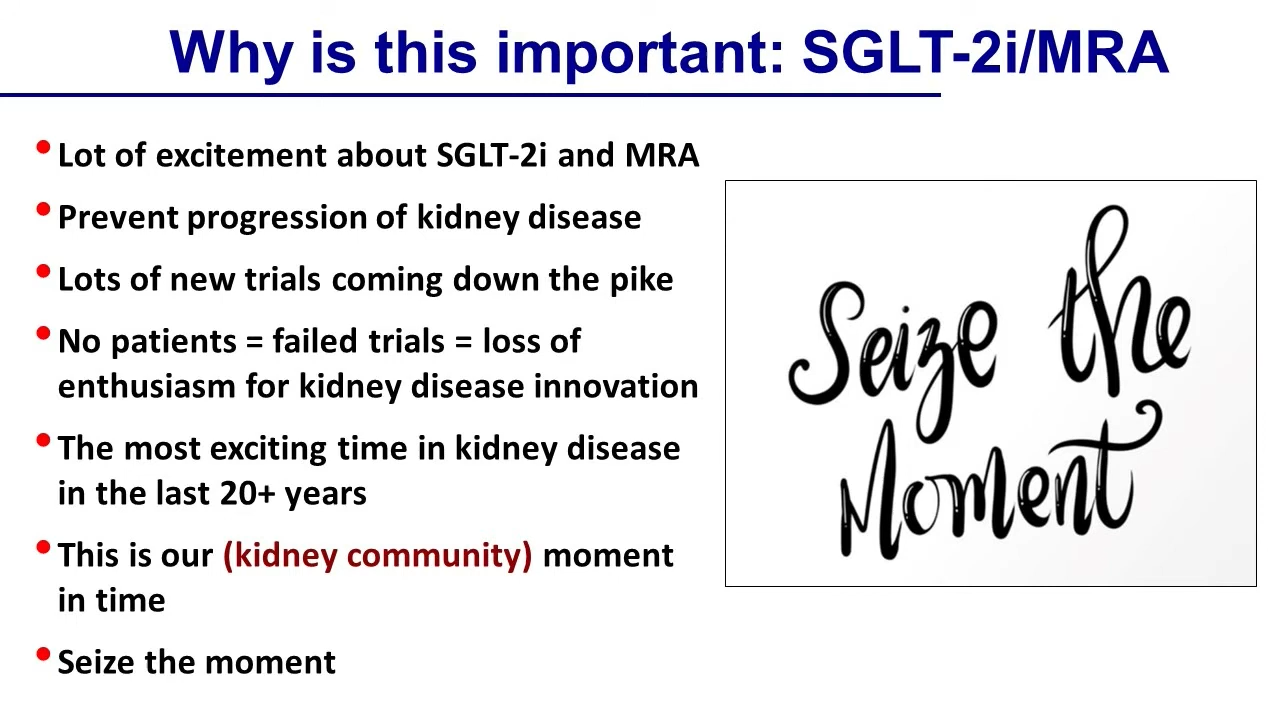 Why is this important: SGLT-2i/MRA
• Lot of excitement about SGLT-2i and MRA
• Prevent progression of kidney disease
• Lots of new trials coming down the pike
• No patients = failed trials = loss of
enthusiasm for kidney disease innovation
• The most exciting time in kidney disease
in the last 20+ years
• This is our (kidney community) moment
in time
• Seize the moment
Seize the
Moment